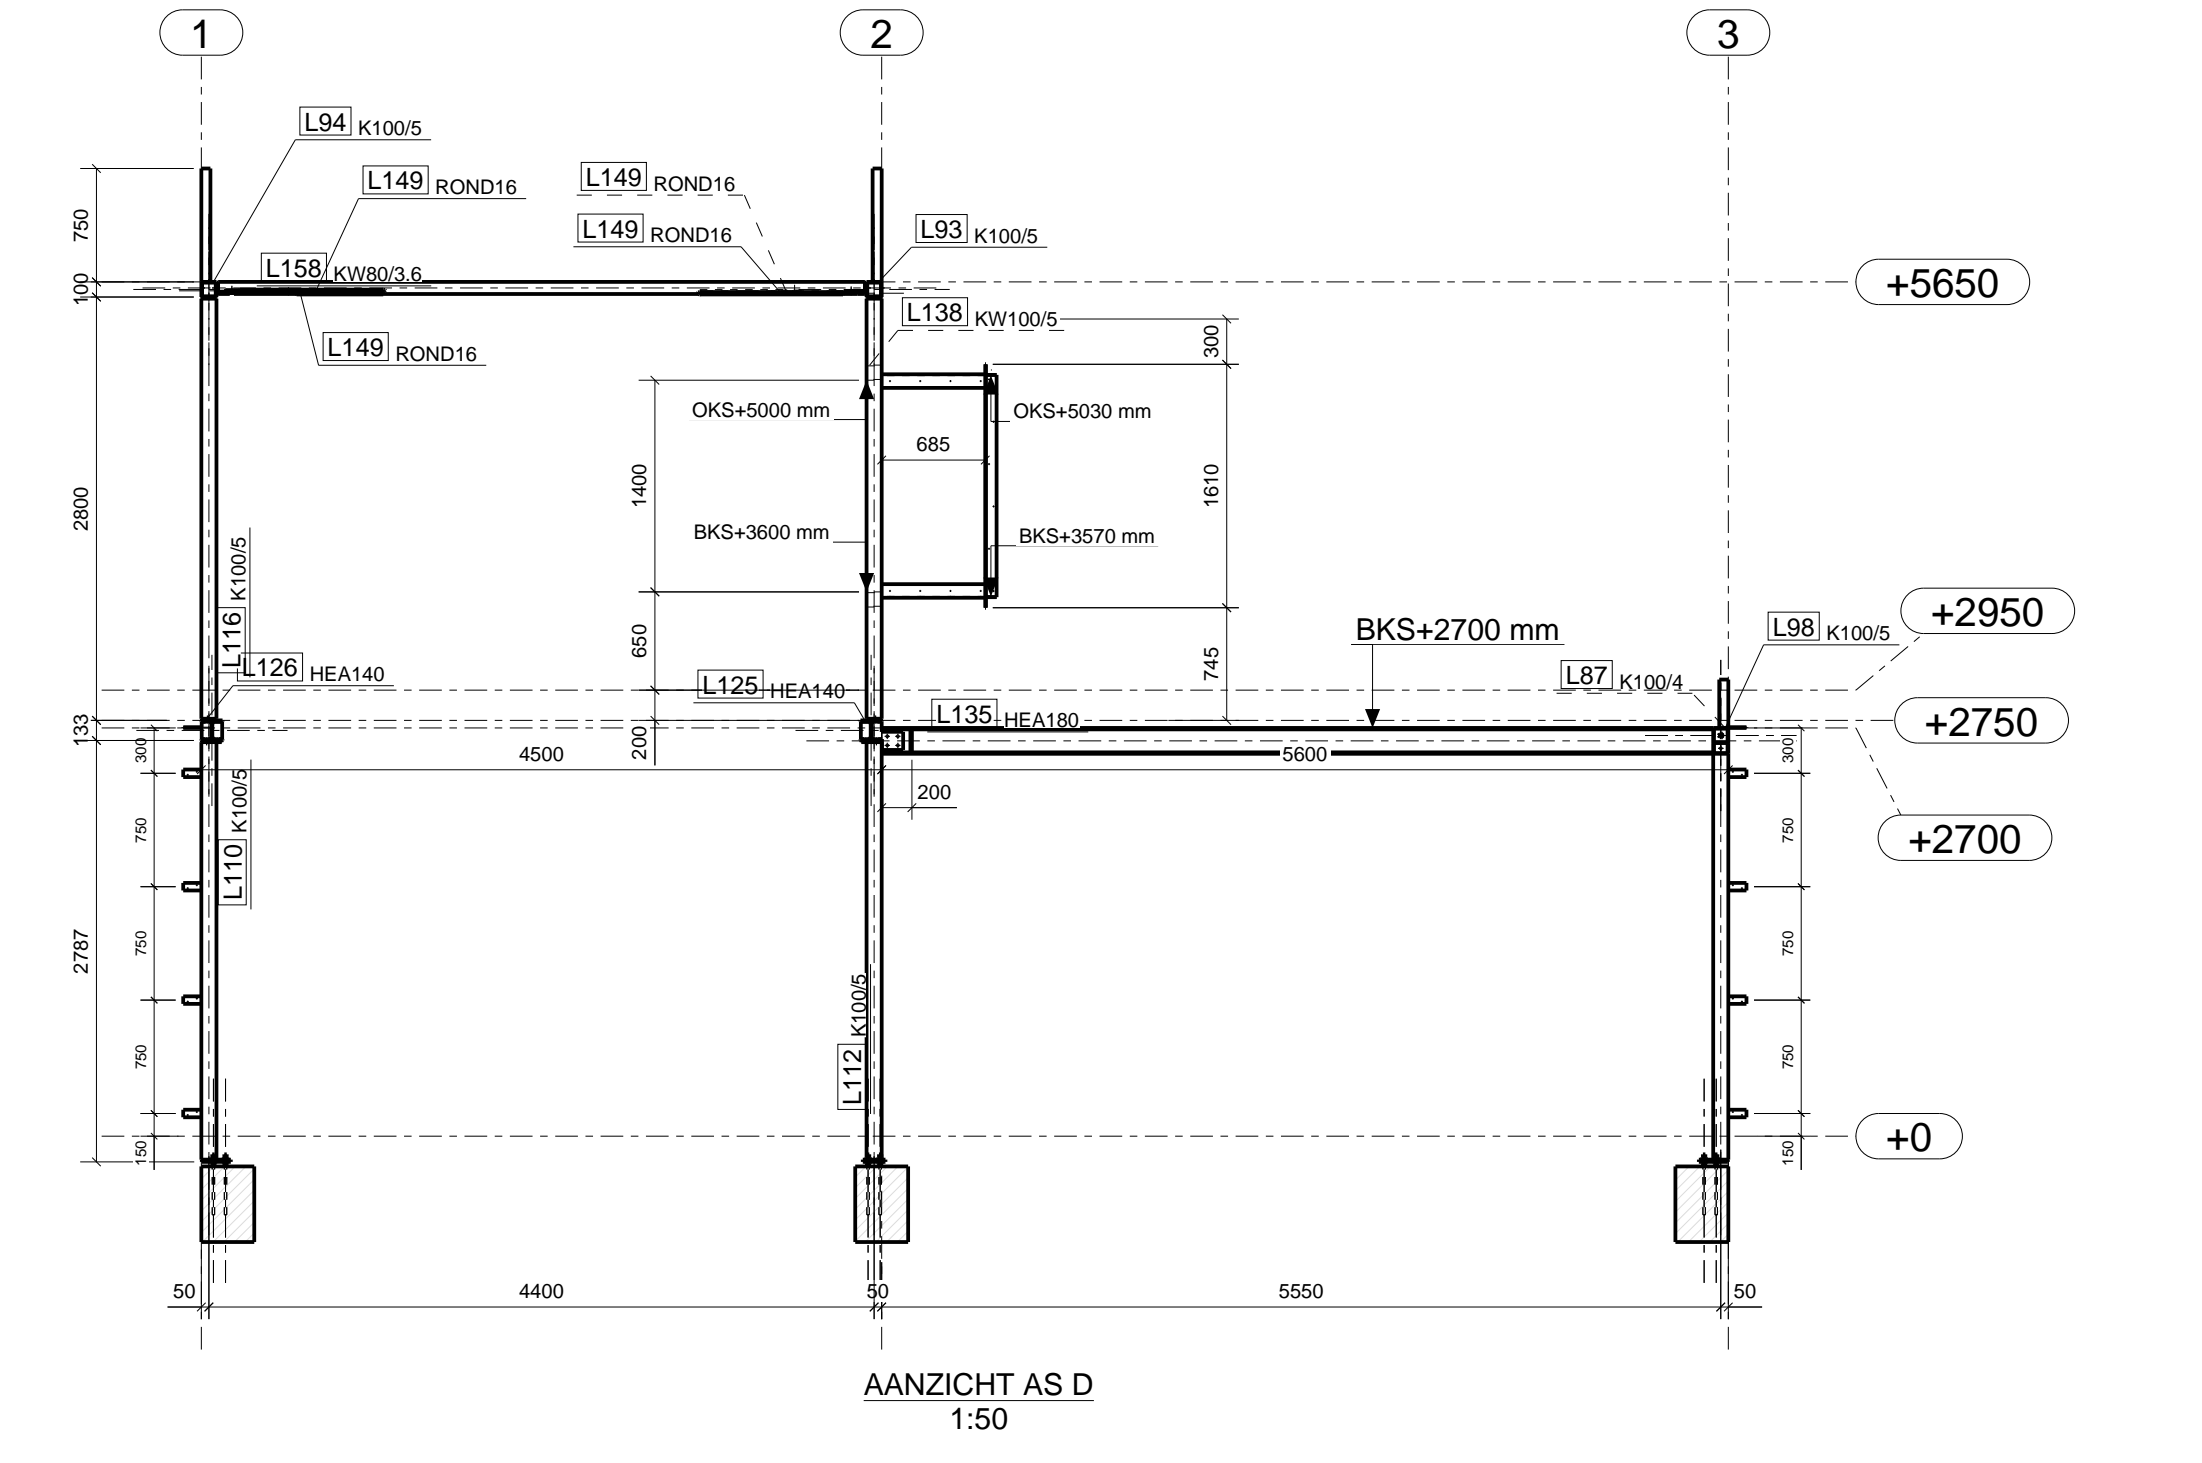 1
2
3
L94 K100/5
L149 ROND16
L149 ROND16
L149 ROND16
L93 K100/5
L158 KW80/3.6
+5650
L138 KW100/5
L149 ROND16
750
100
2800
133
2787
300
750
750
750
150
L116 K100/5
L126 HEA140
L110 K100/5
1400
650
200
OKS+5000 mm
BKS+3600 mm
OKS+5030 mm
BKS+3570 mm
685
300
1610
745
BKS+2700 mm
L87 K100/4
L98 K100/5
+2950
+2750
+2700
L125 HEA140
L135 HEA180
4500
5600
200
L112 K100/5
300
750
750
750
150
+0
50
4400
50
5550
50
AANZICHT AS D
1:50